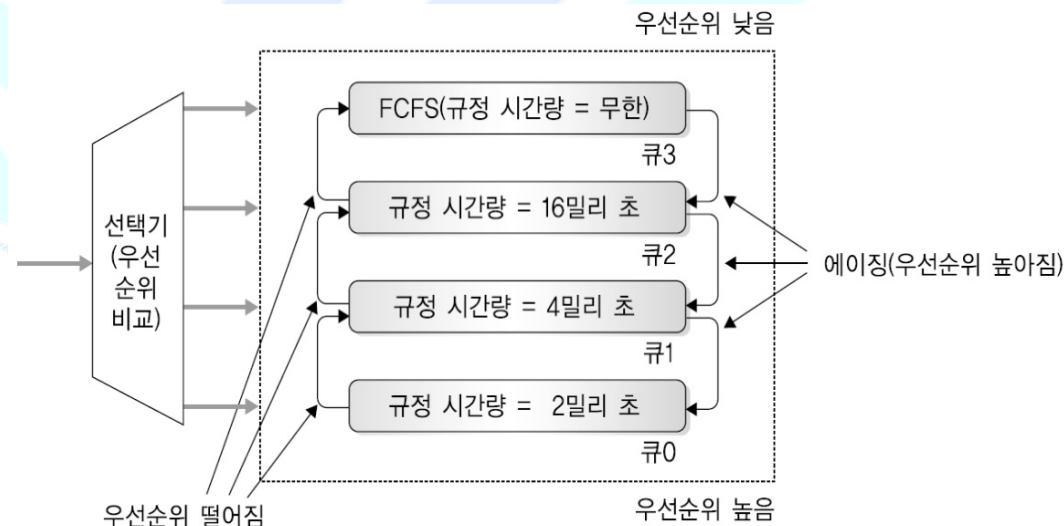 우선순위 낮음
FCFS(규정 시간량 = 무한)
큐3
규정 시간량 = 16밀리 초
큐2
규정 시간량 = 4밀리 초
큐1
규정 시간량 =  2밀리 초
큐0
선택기
(우선
순위
비교)
에이징(우선순위 높아짐)
우선순위 떨어짐
우선순위 높음